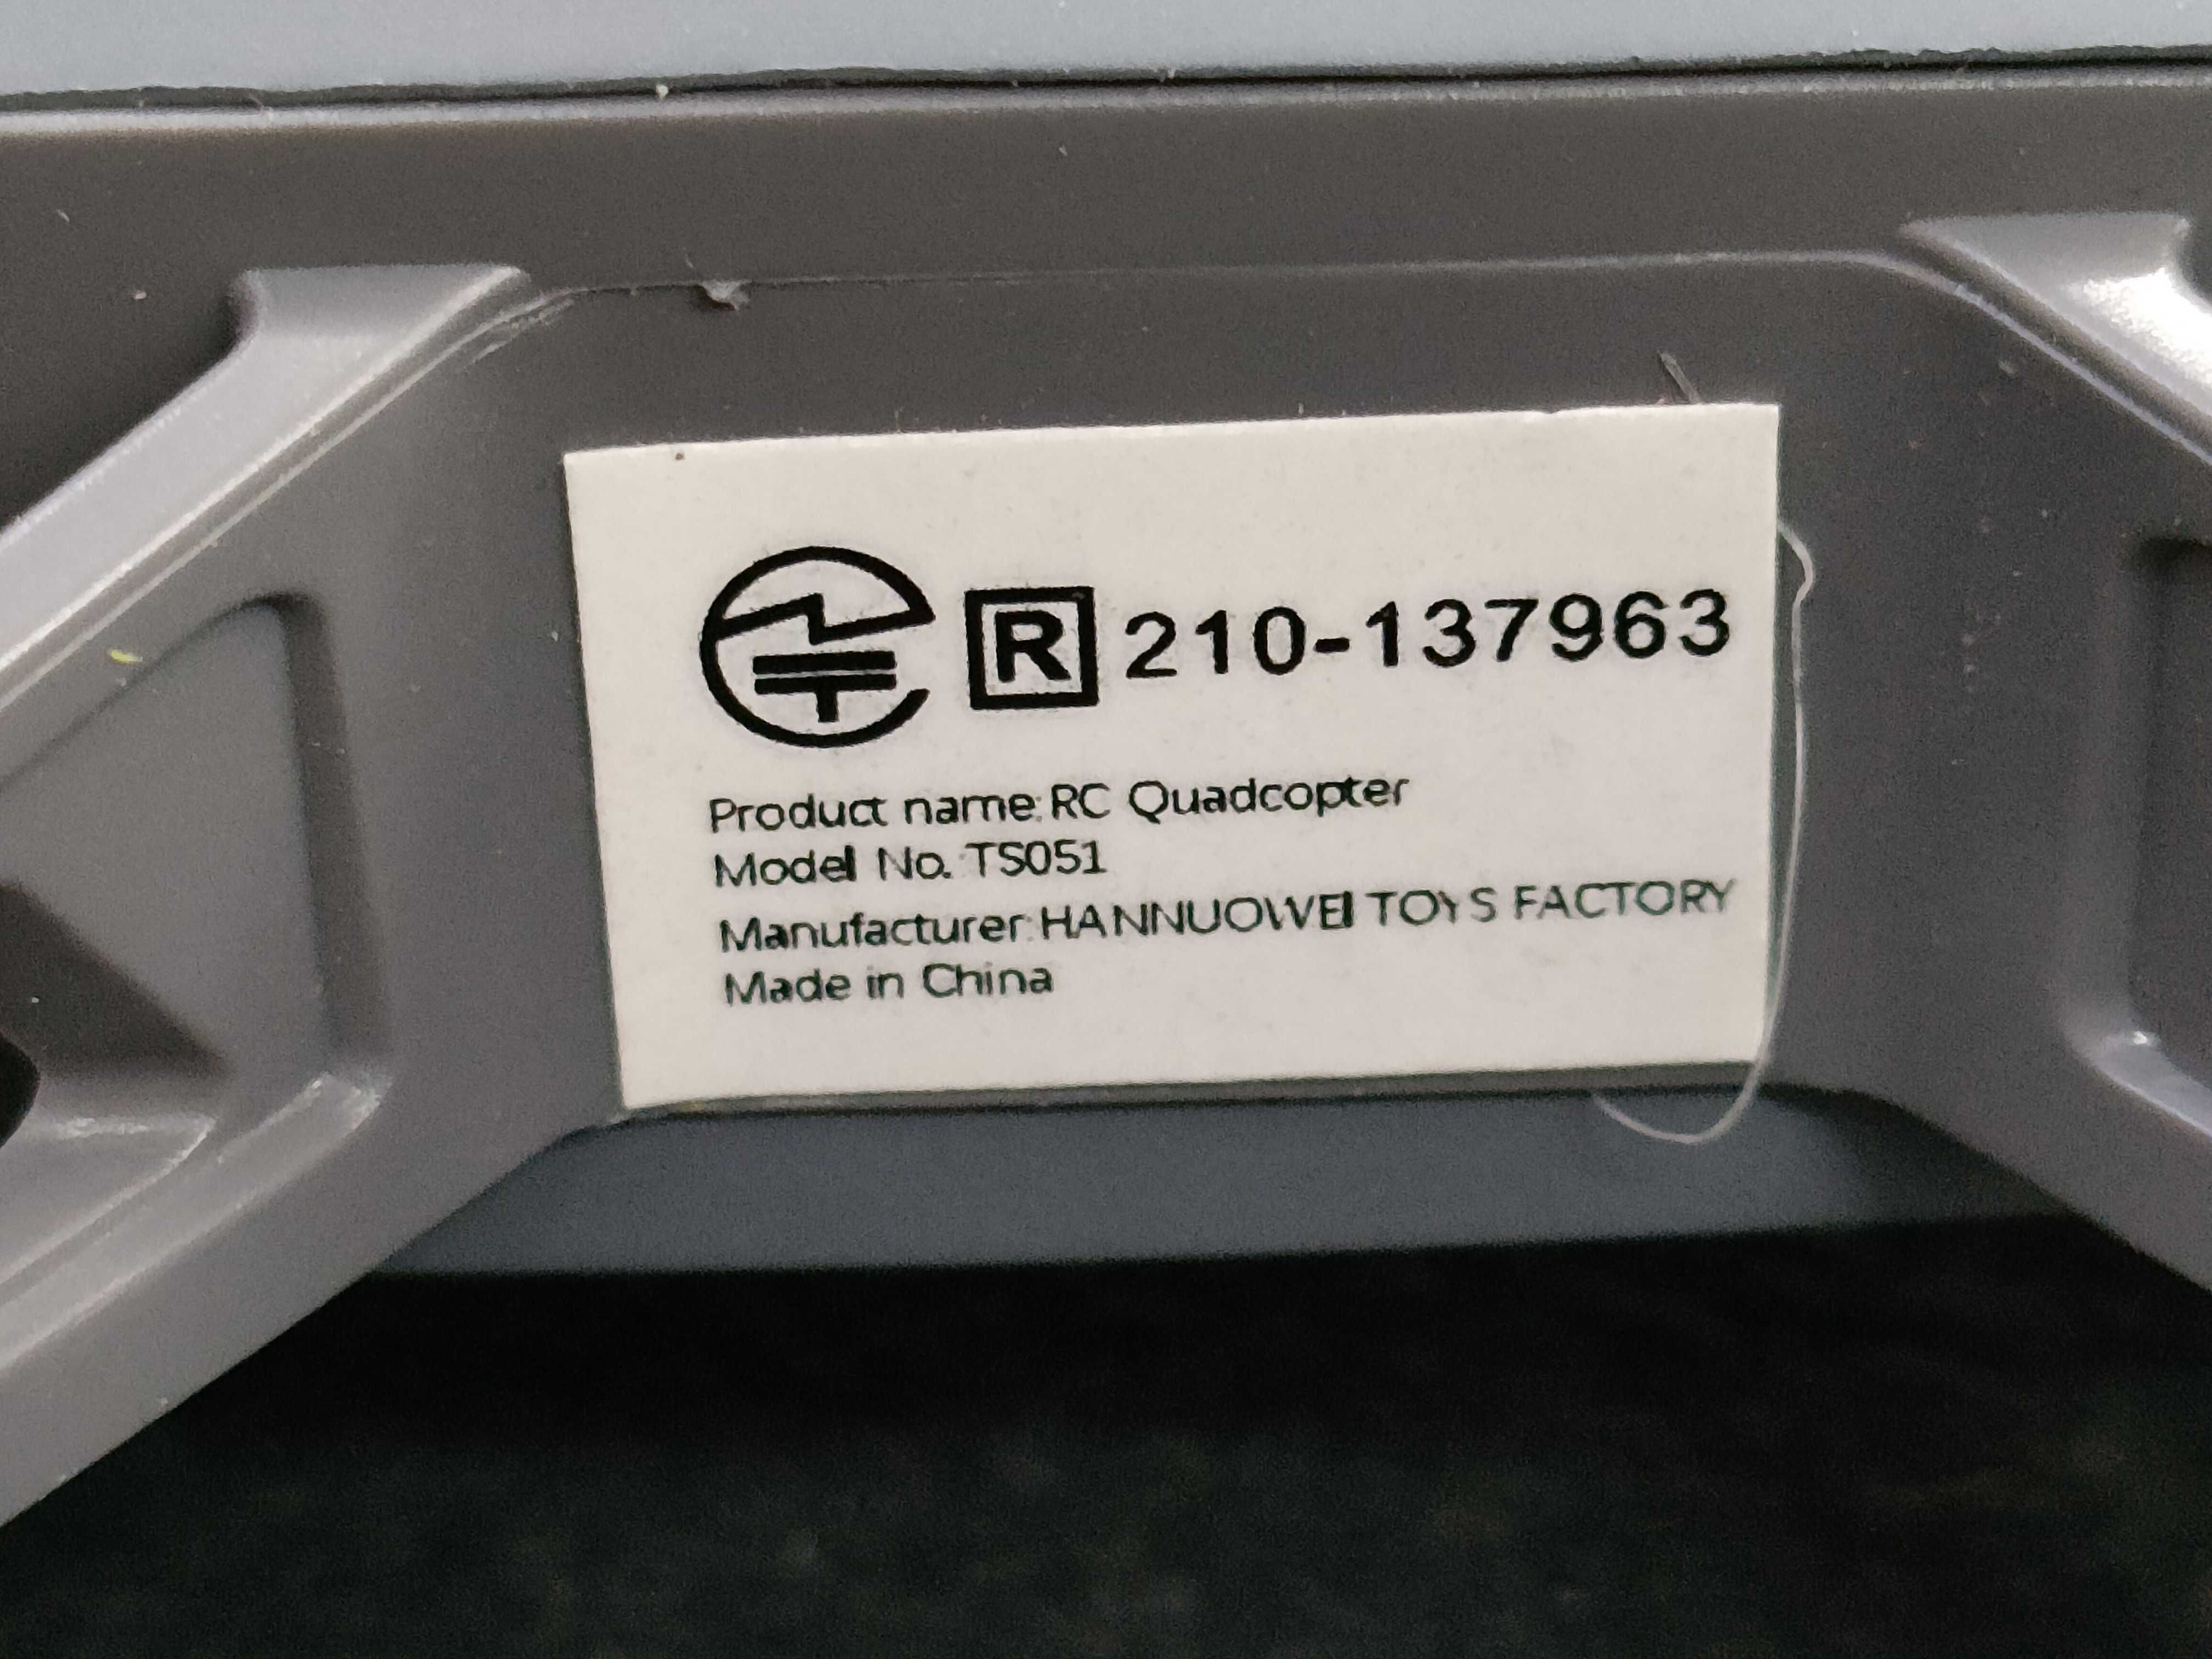 R 210-137963
Product name: RC Quadcopter
Model No.: TS051
Manufacturer: HANNUOWEI TOYS FACTORY
Made in China